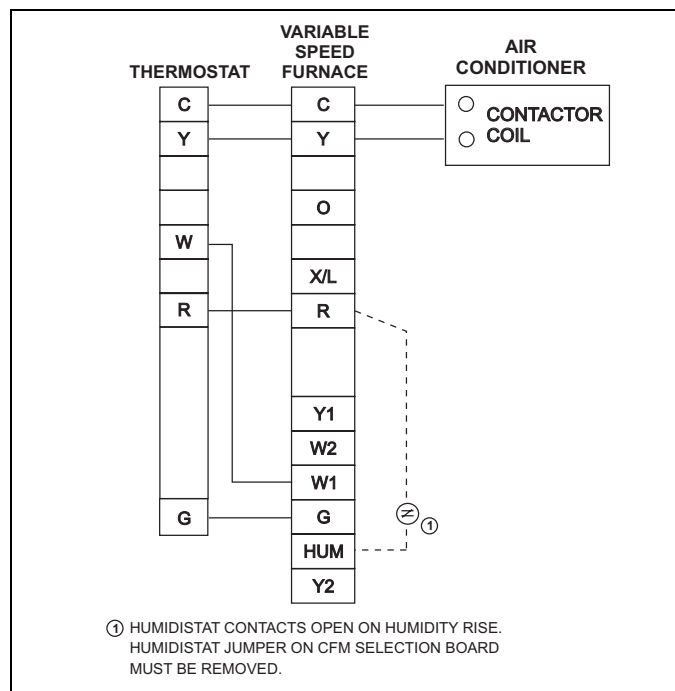 THERMOSTAT
VARIABLE
SPEED
FURNACE
AIR
CONDITIONER
C
Y
W
R
G
C
Y
O
X/L
R
Y1
W2
W1
G
HUM
Y2
CONTACTOR
COIL
1
1 HUMIDISTAT CONTACTS OPEN ON HUMIDITY RISE.
HUMIDISTAT JUMPER ON CFM SELECTION BOARD
MUST BE REMOVED.